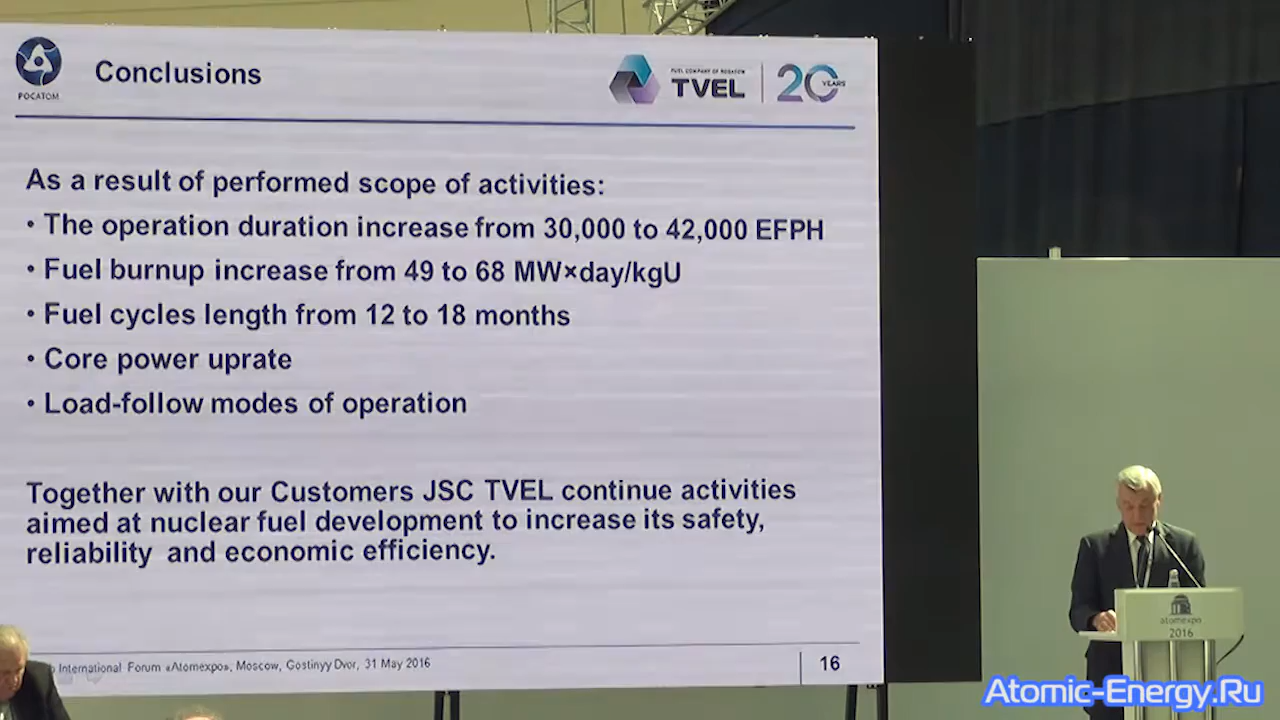 РОСАТОМ
Conclusions
FUEL COMPANY OF ROSATOM
TVEL
20 YEARS
As a result of performed scope of activities:
• The operation duration increase from 30,000 to 42,000 EFPH
• Fuel burnup increase from 49 to 68 MW×day/kgU
• Fuel cycles length from 12 to 18 months
• Core power uprate
• Load-follow modes of operation
Together with our Customers JSC TVEL continue activities
aimed at nuclear fuel development to increase its safety,
reliability and economic efficiency.
International Forum «Atomexpo», Moscow, Gostinyy Dvor, 31 May 2016
16
atomexpo
2016
Atomic-Energy.Ru